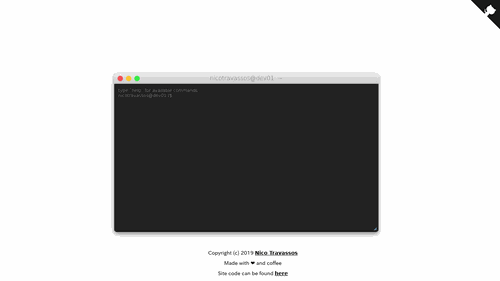 nicotravassos@dev01: ~
type 'help' for available commands
nicotravassos@dev01:~$
Copyright (c) 2019 Nico Travassos
Made with ❤ and coffee
Site code can be found here